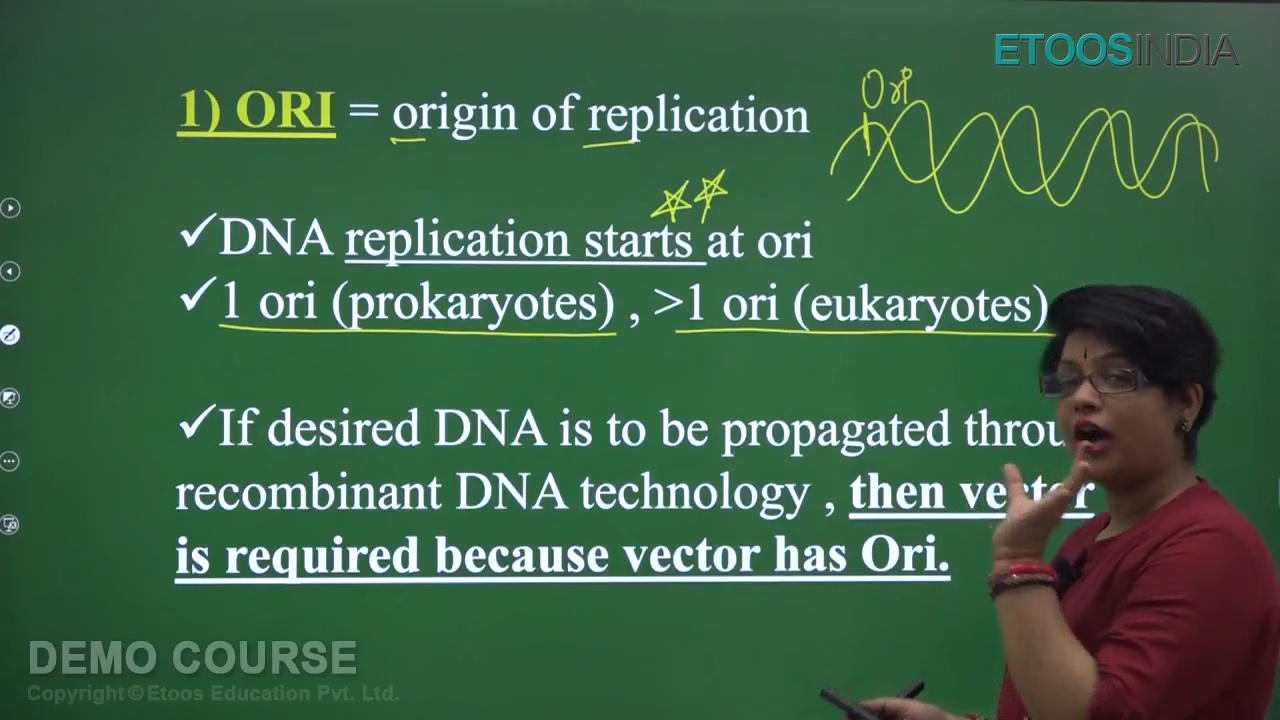 ETOOSINDIA
Ori
1) ORI = origin of replication
✓DNA replication starts at ori
✓1 ori (prokaryotes) , >1 ori (eukaryotes)
✓If desired DNA is to be propagated throu
recombinant DNA technology , then vector
is required because vector has Ori.
DEMO COURSE
Copyright © Etoos Education Pvt. Ltd.